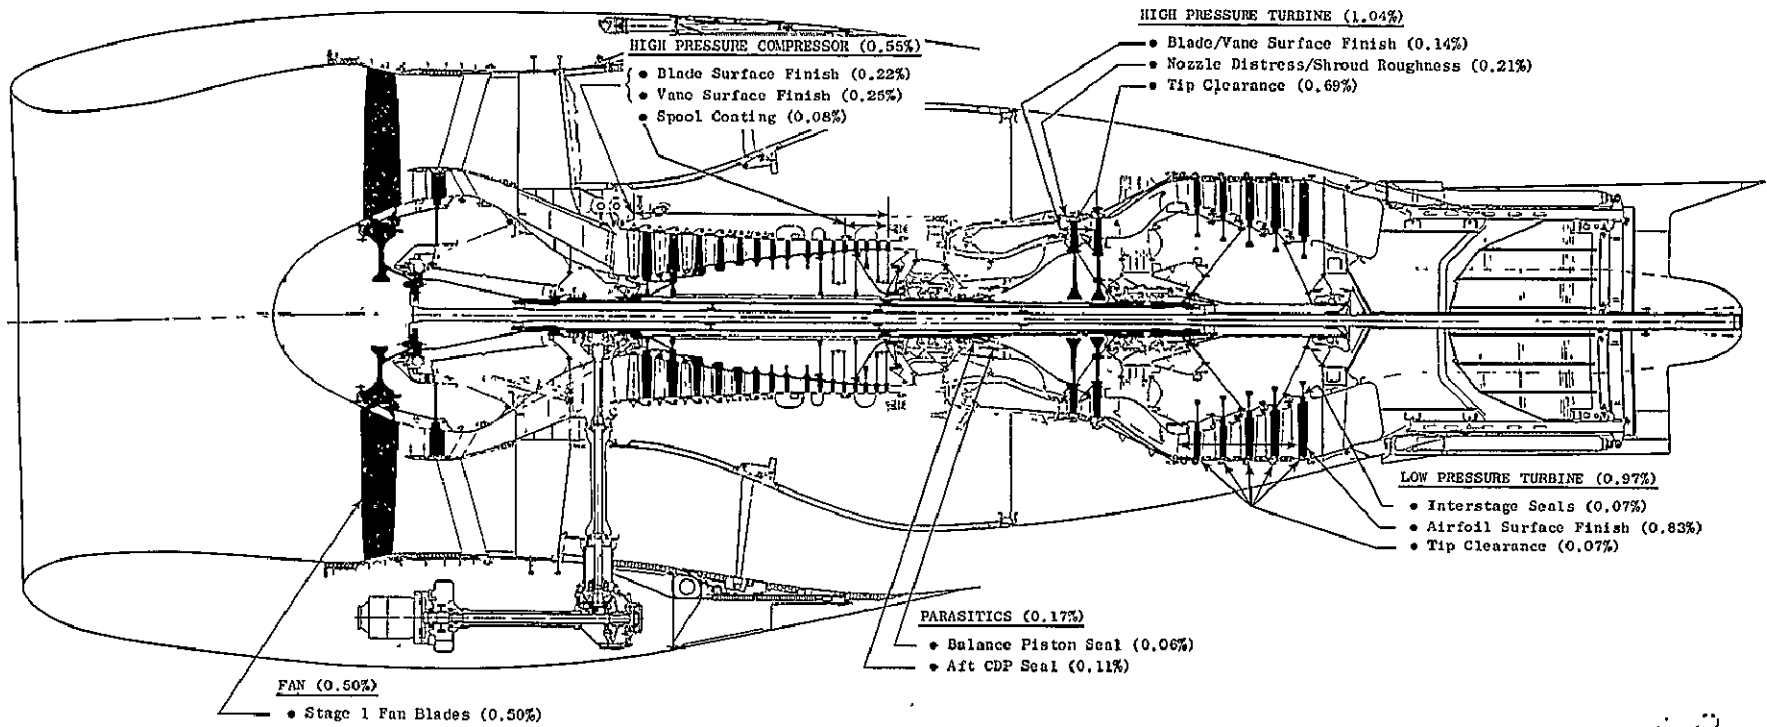 HIGH PRESSURE TURBINE (1.04%)
• Blade/Vane Surface Finish (0.14%)
• Nozzle Distress/Shroud Roughness (0.21%)
• Tip Clearance (0.69%)
HIGH PRESSURE COMPRESSOR (0.55%)
• Blade Surface Finish (0.22%)
• Vane Surface Finish (0.25%)
• Spool Coating (0.08%)
LOW PRESSURE TURBINE (0.97%)
• Interstage Seals (0.07%)
• Airfoil Surface Finish (0.83%)
• Tip Clearance (0.07%)
PARASITICS (0.17%)
• Balance Piston Seal (0.06%)
• Aft CDP Seal (0.11%)
FAN (0.50%)
• Stage 1 Fan Blades (0.50%)